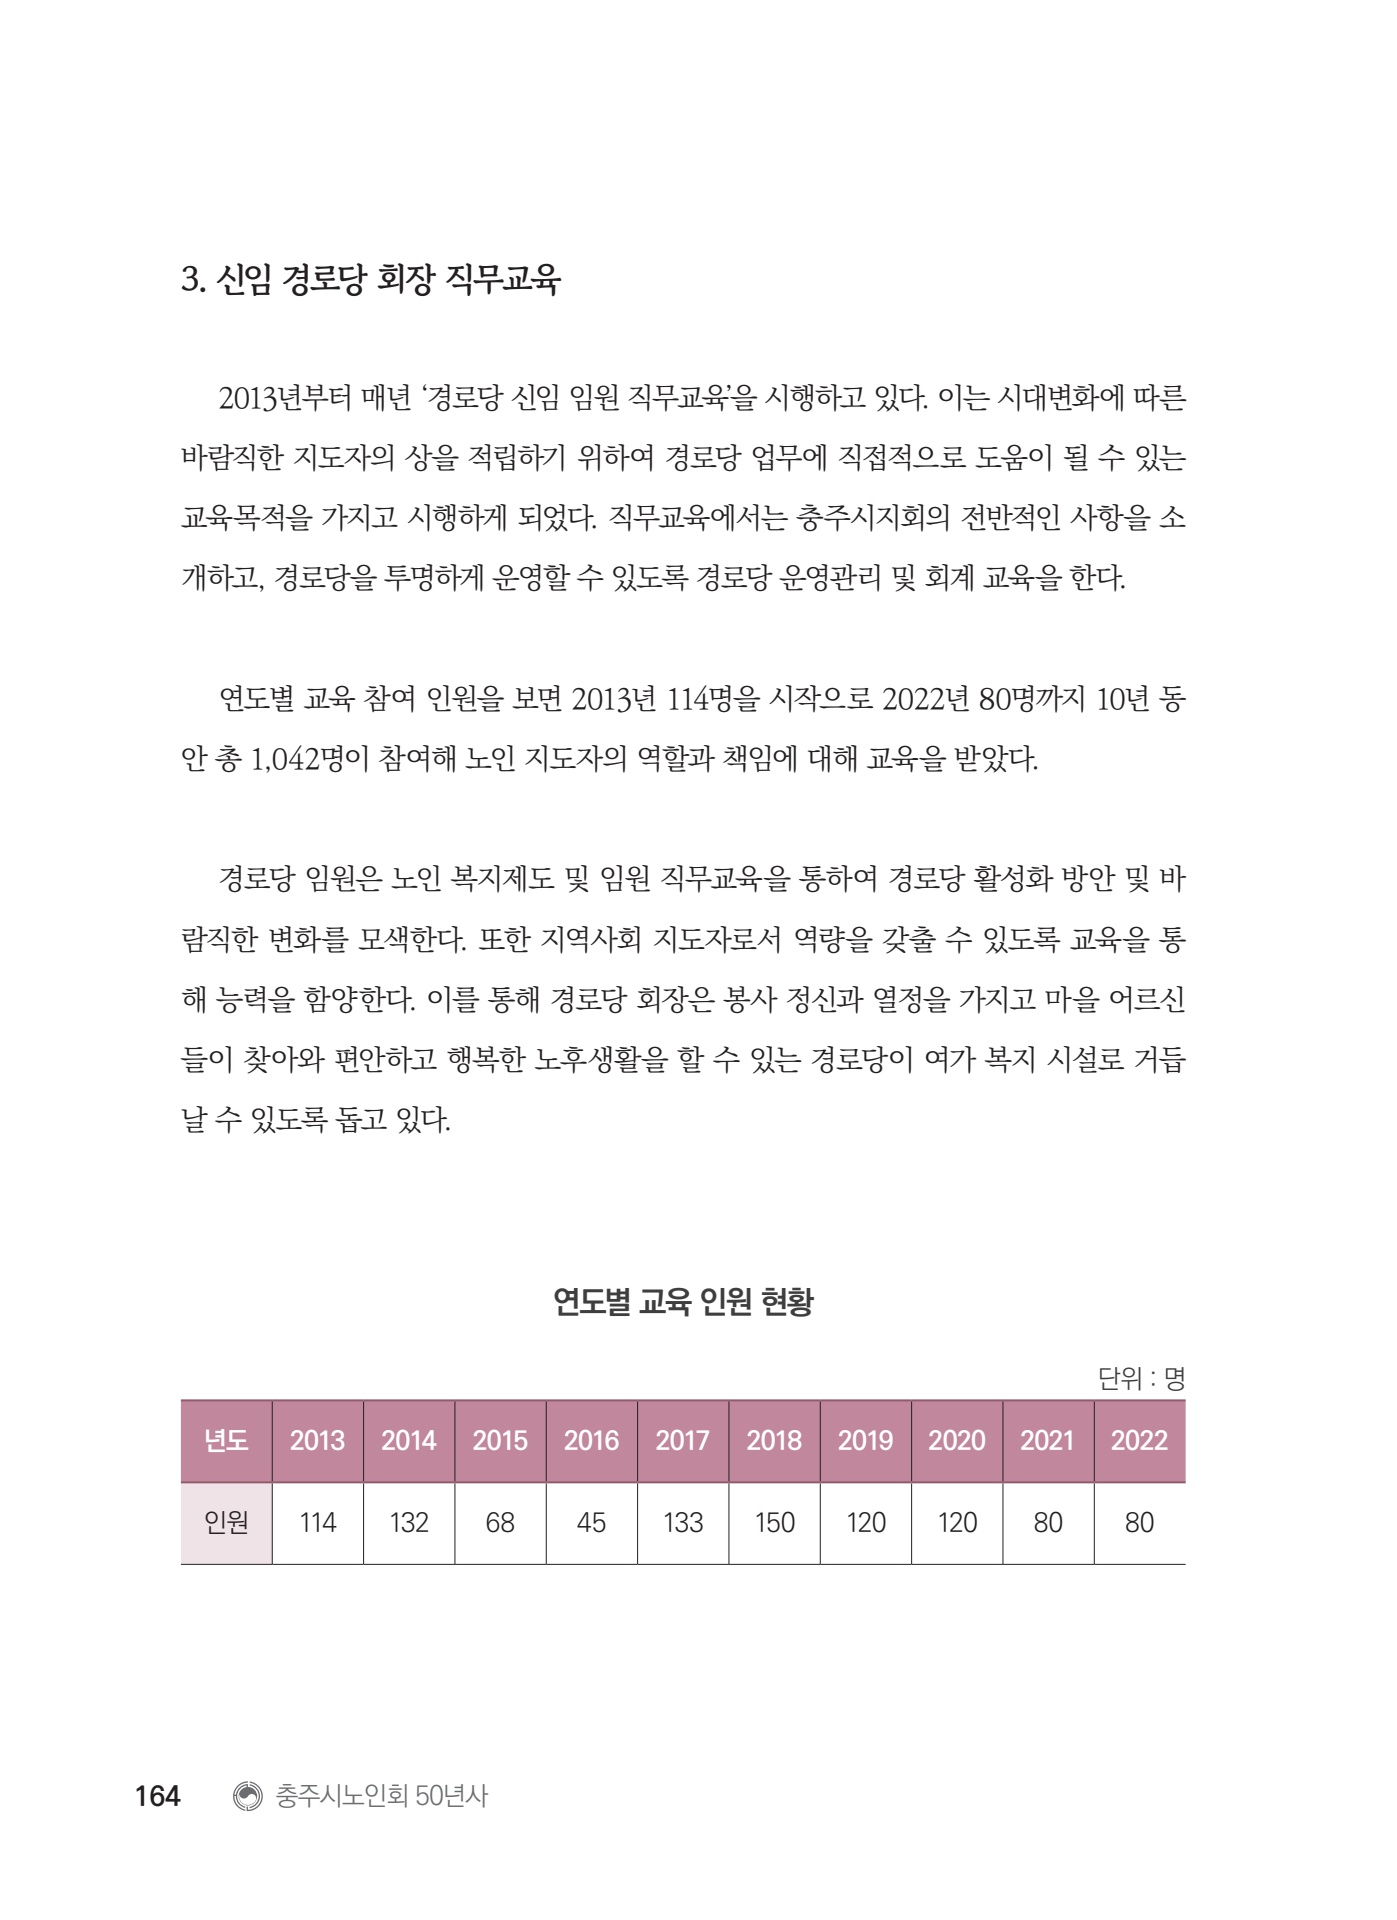 3. 신임 경로당 회장 직무교육
2013년부터 매년 ‘경로당 신임 임원 직무교육’을 시행하고 있다. 이는 시대변화에 따른
바람직한 지도자의 상을 적립하기 위하여 경로당 업무에 직접적으로 도움이 될 수 있는
교육목적을 가지고 시행하게 되었다. 직무교육에서는 충주시지회의 전반적인 사항을 소
개하고, 경로당을 투명하게 운영할 수 있도록 경로당 운영관리 및 회계 교육을 한다.
연도별 교육 참여 인원을 보면 2013년 114명을 시작으로 2022년 80명까지 10년 동
안 총 1,042명이 참여해 노인 지도자의 역할과 책임에 대해 교육을 받았다.
경로당 임원은 노인 복지제도 및 임원 직무교육을 통하여 경로당 활성화 방안 및 바
람직한 변화를 모색한다. 또한 지역사회 지도자로서 역량을 갖출 수 있도록 교육을 통
해 능력을 함양한다. 이를 통해 경로당 회장은 봉사 정신과 열정을 가지고 마을 어르신
들이 찾아와 편안하고 행복한 노후생활을 할 수 있는 경로당이 여가 복지 시설로 거듭
날 수 있도록 돕고 있다.
연도별 교육 인원 현황
단위 : 명
년도 2013 2014 2015 2016 2017 2018 2019 2020 2021 2022
인원 114 132 68 45 133 150 120 120 80 80
164 충주시노인회 50년사